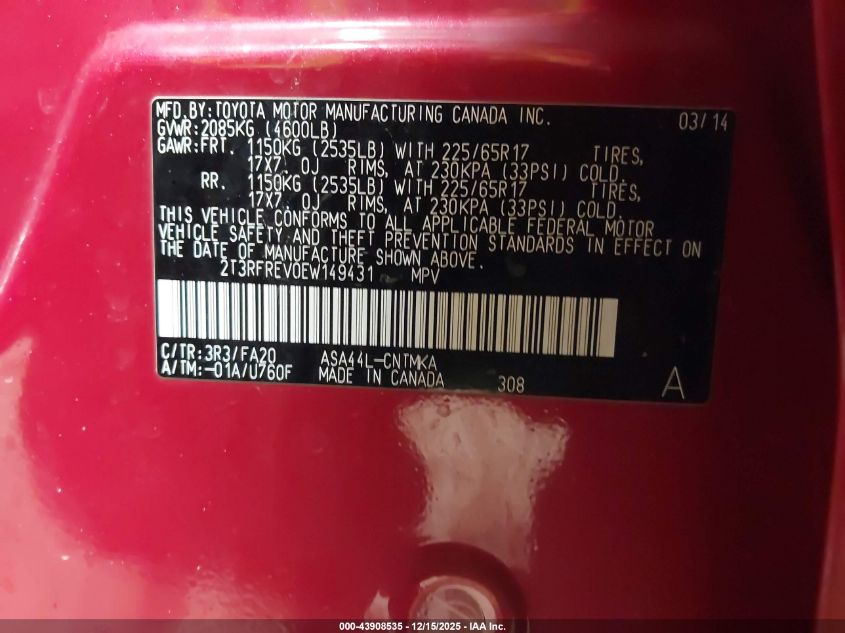 MFD.BY:TOYOTA MOTOR MANUFACTURING CANADA INC. 03/14
GVWR:2085KG (4600LB)
GAWR:FRT. 1150KG (2535LB) WITH 225/65R17 TIRES,
17X7.0J RIMS, AT 230KPA (33PSI) COLD.
RR. 1150KG (2535LB) WITH 225/65R17 TIRES,
17X7.0J RIMS, AT 230KPA (33PSI) COLD.
THIS VEHICLE CONFORMS TO ALL APPLICABLE FEDERAL MOTOR
VEHICLE SAFETY AND THEFT PREVENTION STANDARDS IN EFFECT ON
THE DATE OF MANUFACTURE SHOWN ABOVE.
2T3RFREV0EW149431 MPV
C/TR:3R3/FA20 ASA44L-CNTMKA
A/TM:-01A/U760F MADE IN CANADA 308 A
000-43908535 - 12/15/2025 - IAA Inc.